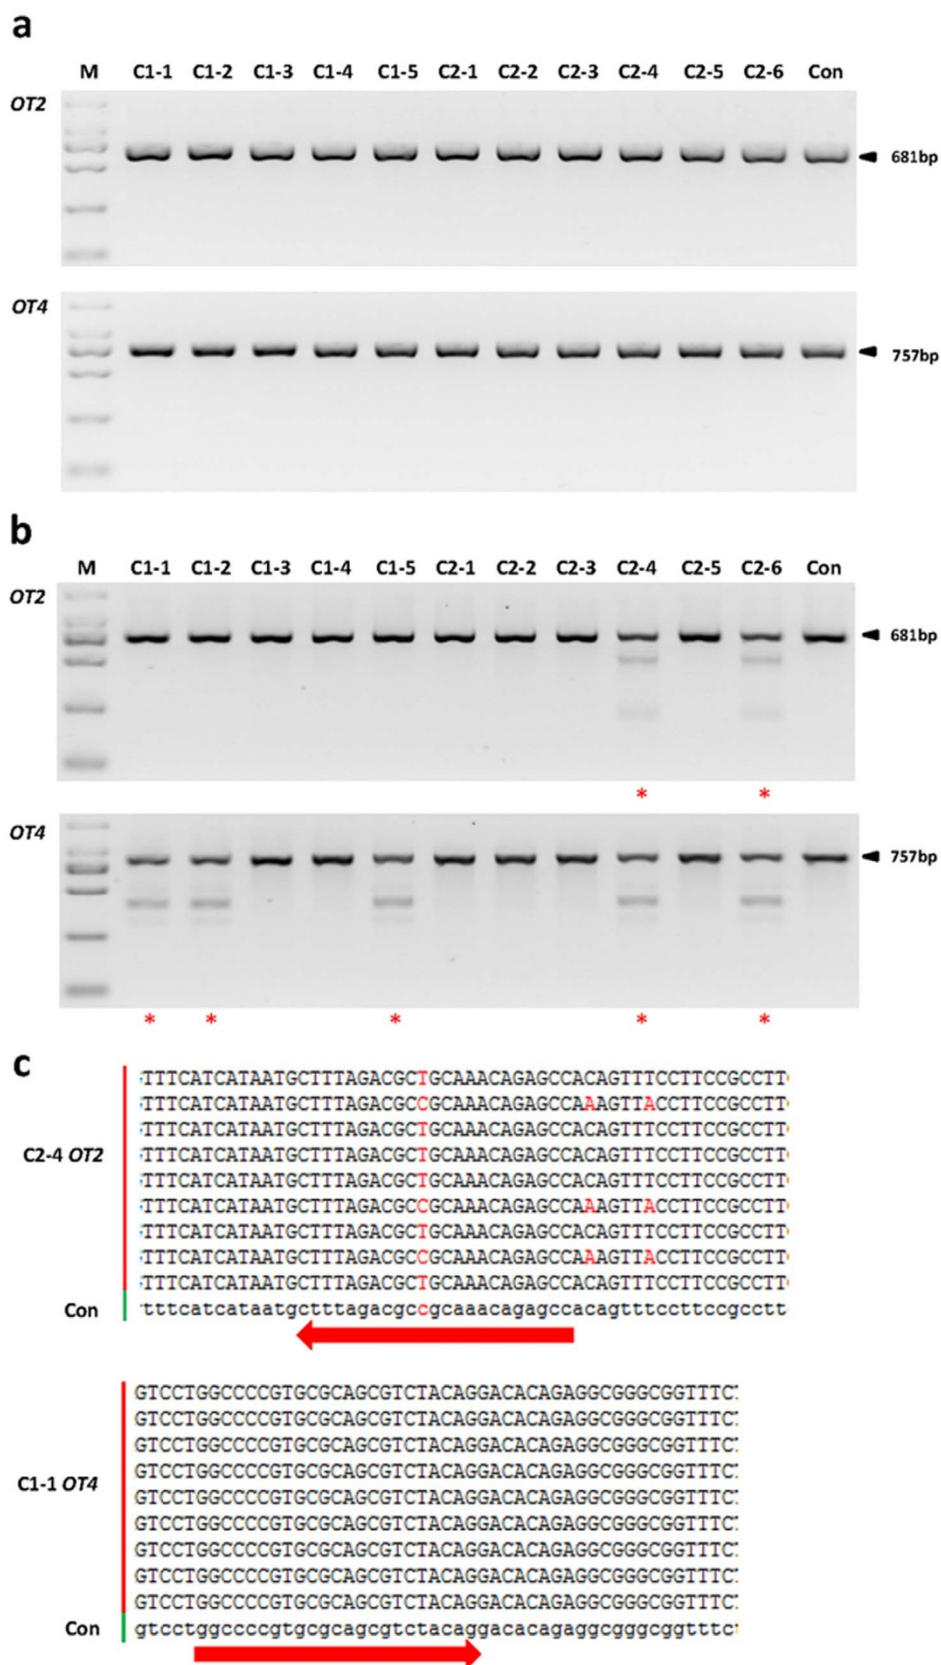 a
M C1-1 C1-2 C1-3 C1-4 C1-5 C2-1 C2-2 C2-3 C2-4 C2-5 C2-6 Con
OT2
681bp
OT4
757bp
b
M C1-1 C1-2 C1-3 C1-4 C1-5 C2-1 C2-2 C2-3 C2-4 C2-5 C2-6 Con
OT2
681bp
* *
OT4
757bp
* * * * *
c
TTTCATCATAATGCTTTAGACGCTGCAAACAGAGCCACAGTTTCCTTCCGCCTT
TTTCATCATAATGCTTTAGACGCCGCAAACAGAGCCAAAGTTACCTTCCGCCTT
TTTCATCATAATGCTTTAGACGCTGCAAACAGAGCCACAGTTTCCTTCCGCCTT
C2-4 OT2 TTTCATCATAATGCTTTAGACGCTGCAAACAGAGCCACAGTTTCCTTCCGCCTT
TTTCATCATAATGCTTTAGACGCTGCAAACAGAGCCACAGTTTCCTTCCGCCTT
TTTCATCATAATGCTTTAGACGCCGCAAACAGAGCCAAAGTTACCTTCCGCCTT
TTTCATCATAATGCTTTAGACGCTGCAAACAGAGCCACAGTTTCCTTCCGCCTT
TTTCATCATAATGCTTTAGACGCCGCAAACAGAGCCAAAGTTACCTTCCGCCTT
TTTCATCATAATGCTTTAGACGCTGCAAACAGAGCCACAGTTTCCTTCCGCCTT
Con tttcatcataatgctttagacgccgcaaacagagccacagtttccttccgcctt
GTCCTGGCCCCGTGCGCAGCGTCTACAGGACACAGAGGCGGGCGGTTTC
GTCCTGGCCCCGTGCGCAGCGTCTACAGGACACAGAGGCGGGCGGTTTC
GTCCTGGCCCCGTGCGCAGCGTCTACAGGACACAGAGGCGGGCGGTTTC
GTCCTGGCCCCGTGCGCAGCGTCTACAGGACACAGAGGCGGGCGGTTTC
C1-1 OT4 GTCCTGGCCCCGTGCGCAGCGTCTACAGGACACAGAGGCGGGCGGTTTC
GTCCTGGCCCCGTGCGCAGCGTCTACAGGACACAGAGGCGGGCGGTTTC
GTCCTGGCCCCGTGCGCAGCGTCTACAGGACACAGAGGCGGGCGGTTTC
GTCCTGGCCCCGTGCGCAGCGTCTACAGGACACAGAGGCGGGCGGTTTC
GTCCTGGCCCCGTGCGCAGCGTCTACAGGACACAGAGGCGGGCGGTTTC
Con gtcctggccccgtgcgcagcgtctacaggacacagaggcgggcggtttc